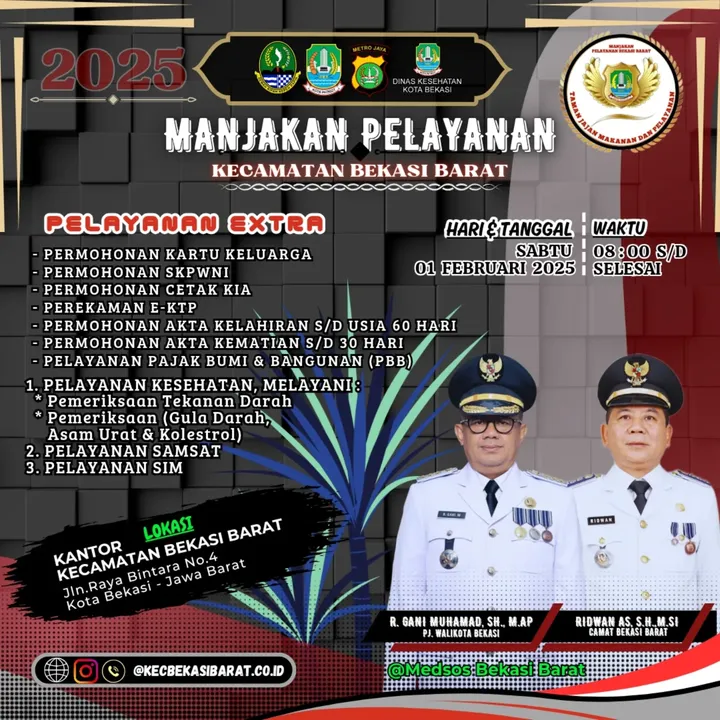 2025
METRO JAYA
DINAS KESEHATAN
KOTA BEKASI
MANJAKAN
PELAYANAN BEKASI BARAT
TAMAN JAJAN MAKANAN DAN PELAYANAN
MANJAKAN PELAYANAN
KECAMATAN BEKASI BARAT
PELAYANAN EXTRA
- PERMOHONAN KARTU KELUARGA
- PERMOHONAN SKPWNI
- PERMOHONAN CETAK KIA
- PEREKAMAN E-KTP
- PERMOHONAN AKTA KELAHIRAN S/D USIA 60 HARI
- PERMOHONAN AKTA KEMATIAN S/D 30 HARI
- PELAYANAN PAJAK BUMI & BANGUNAN (PBB)
1. PELAYANAN KESEHATAN, MELAYANI :
* Pemeriksaan Tekanan Darah
* Pemeriksaan (Gula Darah,
Asam Urat & Kolestrol)
2. PELAYANAN SAMSAT
3. PELAYANAN SIM
HARI & TANGGAL
SABTU
01 FEBRUARI 2025
WAKTU
08:00 S/D
SELESAI
LOKASI
KANTOR
KECAMATAN BEKASI BARAT
Jln.Raya Bintara No.4
Kota Bekasi - Jawa Barat
RIDWAN
R. GANI MUHAMAD, SH., M.AP
PJ. WALIKOTA BEKASI
RIDWAN AS, S.H.,M.SI
CAMAT BEKASI BARAT
@KECBEKASIBARAT.CO.ID
@Medsos Bekasi Barat